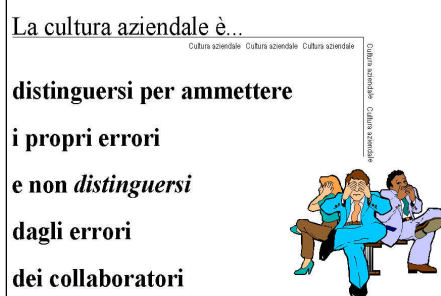 La cultura aziendale è...
Cultura aziendale Cultura aziendale Cultura aziendale
Cultura aziendale Cultura aziendale
distinguersi per ammettere
i propri errori
e non distinguersi
dagli errori
dei collaboratori